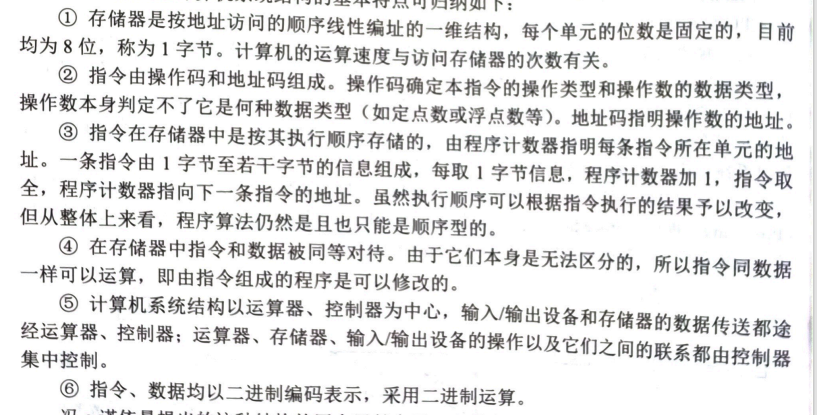 基本特点可归纳如下：
① 存储器是按地址访问的顺序线性编址的一维结构，每个单元的位数是固定的，目前
均为 8 位，称为 1 字节。计算机的运算速度与访问存储器的次数有关。
② 指令由操作码和地址码组成。操作码确定本指令的操作类型和操作数的数据类型，
操作数本身判定不了它是何种数据类型（如定点数或浮点数等）。地址码指明操作数的地址。
③ 指令在存储器中是按其执行顺序存储的，由程序计数器指明每条指令所在单元的地
址。一条指令由 1 字节至若干字节的信息组成，每取 1 字节信息，程序计数器加 1，指令取
全，程序计数器指向下一条指令的地址。虽然执行顺序可以根据指令执行的结果予以改变，
但从整体上来看，程序算法仍然是且也只能是顺序型的。
④ 在存储器中指令和数据被同等对待。由于它们本身是无法区分的，所以指令同数据
一样可以运算，即由指令组成的程序是可以修改的。
⑤ 计算机系统结构以运算器、控制器为中心，输入/输出设备和存储器的数据传送都途
经运算器、控制器；运算器、存储器、输入/输出设备的操作以及它们之间的联系都由控制器
集中控制。
⑥ 指令、数据均以二进制编码表示，采用二进制运算。